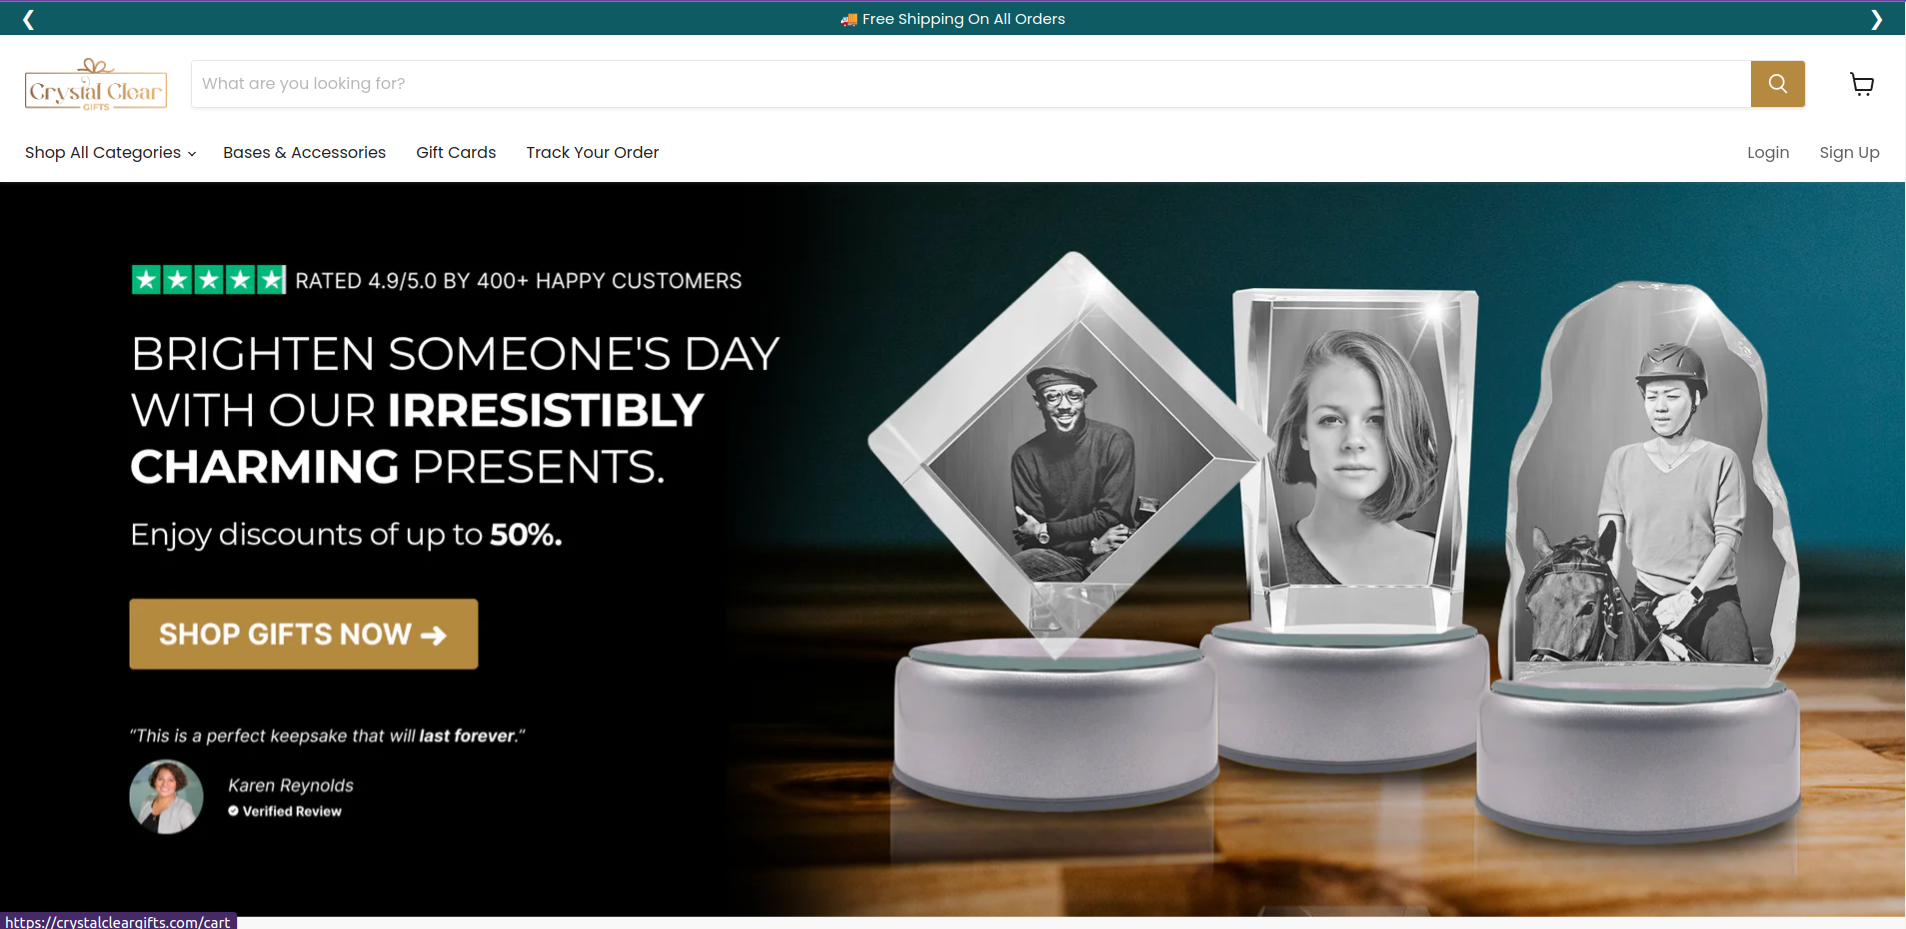 🚚 Free Shipping On All Orders
Crystal Clear
GIFTS
What are you looking for?
Shop All Categories
Bases & Accessories
Gift Cards
Track Your Order
Login
Sign Up
RATED 4.9/5.0 BY 400+ HAPPY CUSTOMERS
BRIGHTEN SOMEONE'S DAY
WITH OUR IRRESISTIBLY
CHARMING PRESENTS.
Enjoy discounts of up to 50%.
SHOP GIFTS NOW ➔
“This is a perfect keepsake that will last forever.”
Karen Reynolds
Verified Review
https://crystalcleargifts.com/cart